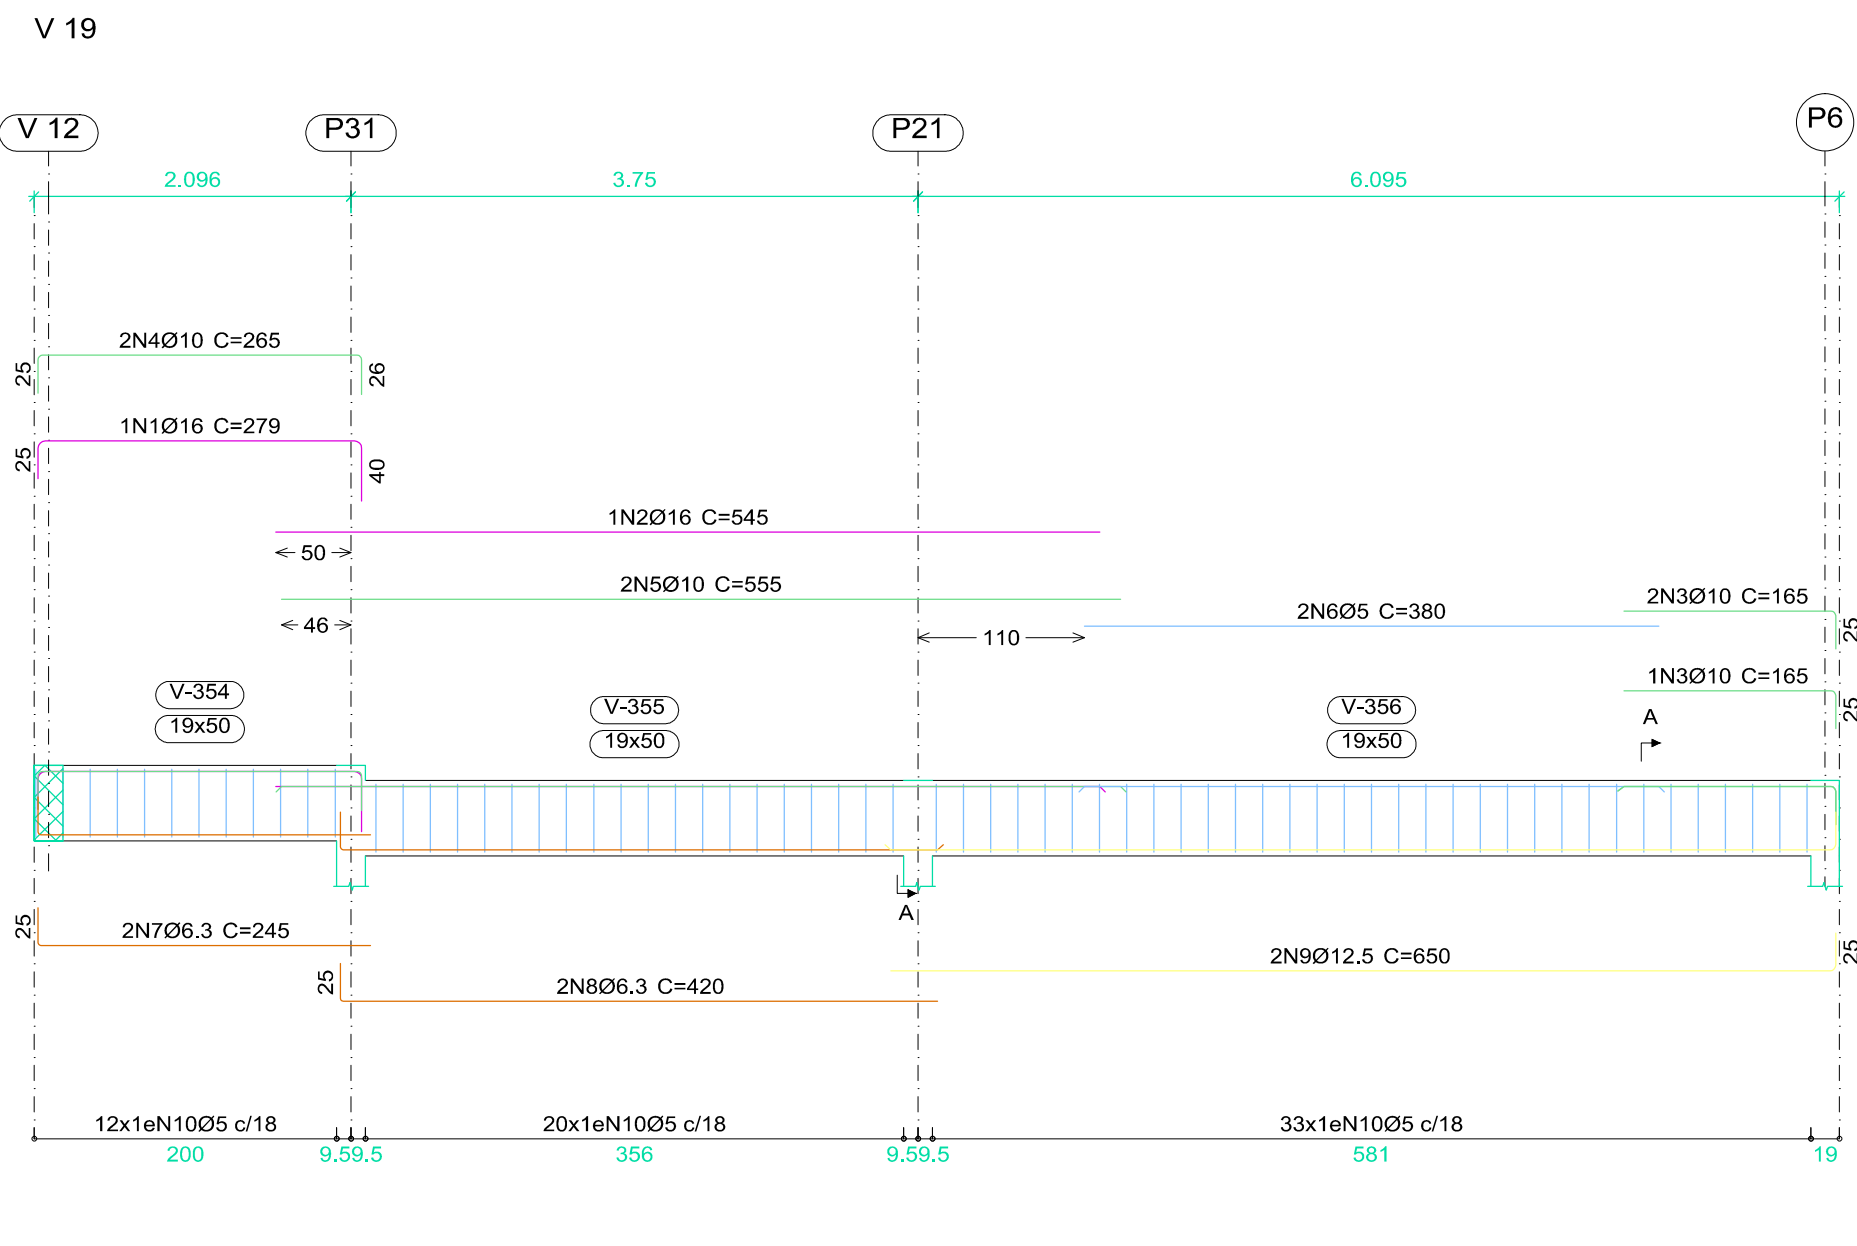 V 19
V 12 P31 P21 P6
2.096 3.75 6.095
2N4Ø10 C=265
25 26
1N1Ø16 C=279
25 40
1N2Ø16 C=545
50
2N5Ø10 C=555
46
2N6Ø5 C=380
110
2N3Ø10 C=165
25
1N3Ø10 C=165
25
V-354
19x50
V-355
19x50
V-356
19x50
A
A
25
2N7Ø6.3 C=245
25
2N8Ø6.3 C=420
2N9Ø12.5 C=650
25
12x1eN10Ø5 c/18 20x1eN10Ø5 c/18 33x1eN10Ø5 c/18
200 9.59.5 356 9.59.5 581 19